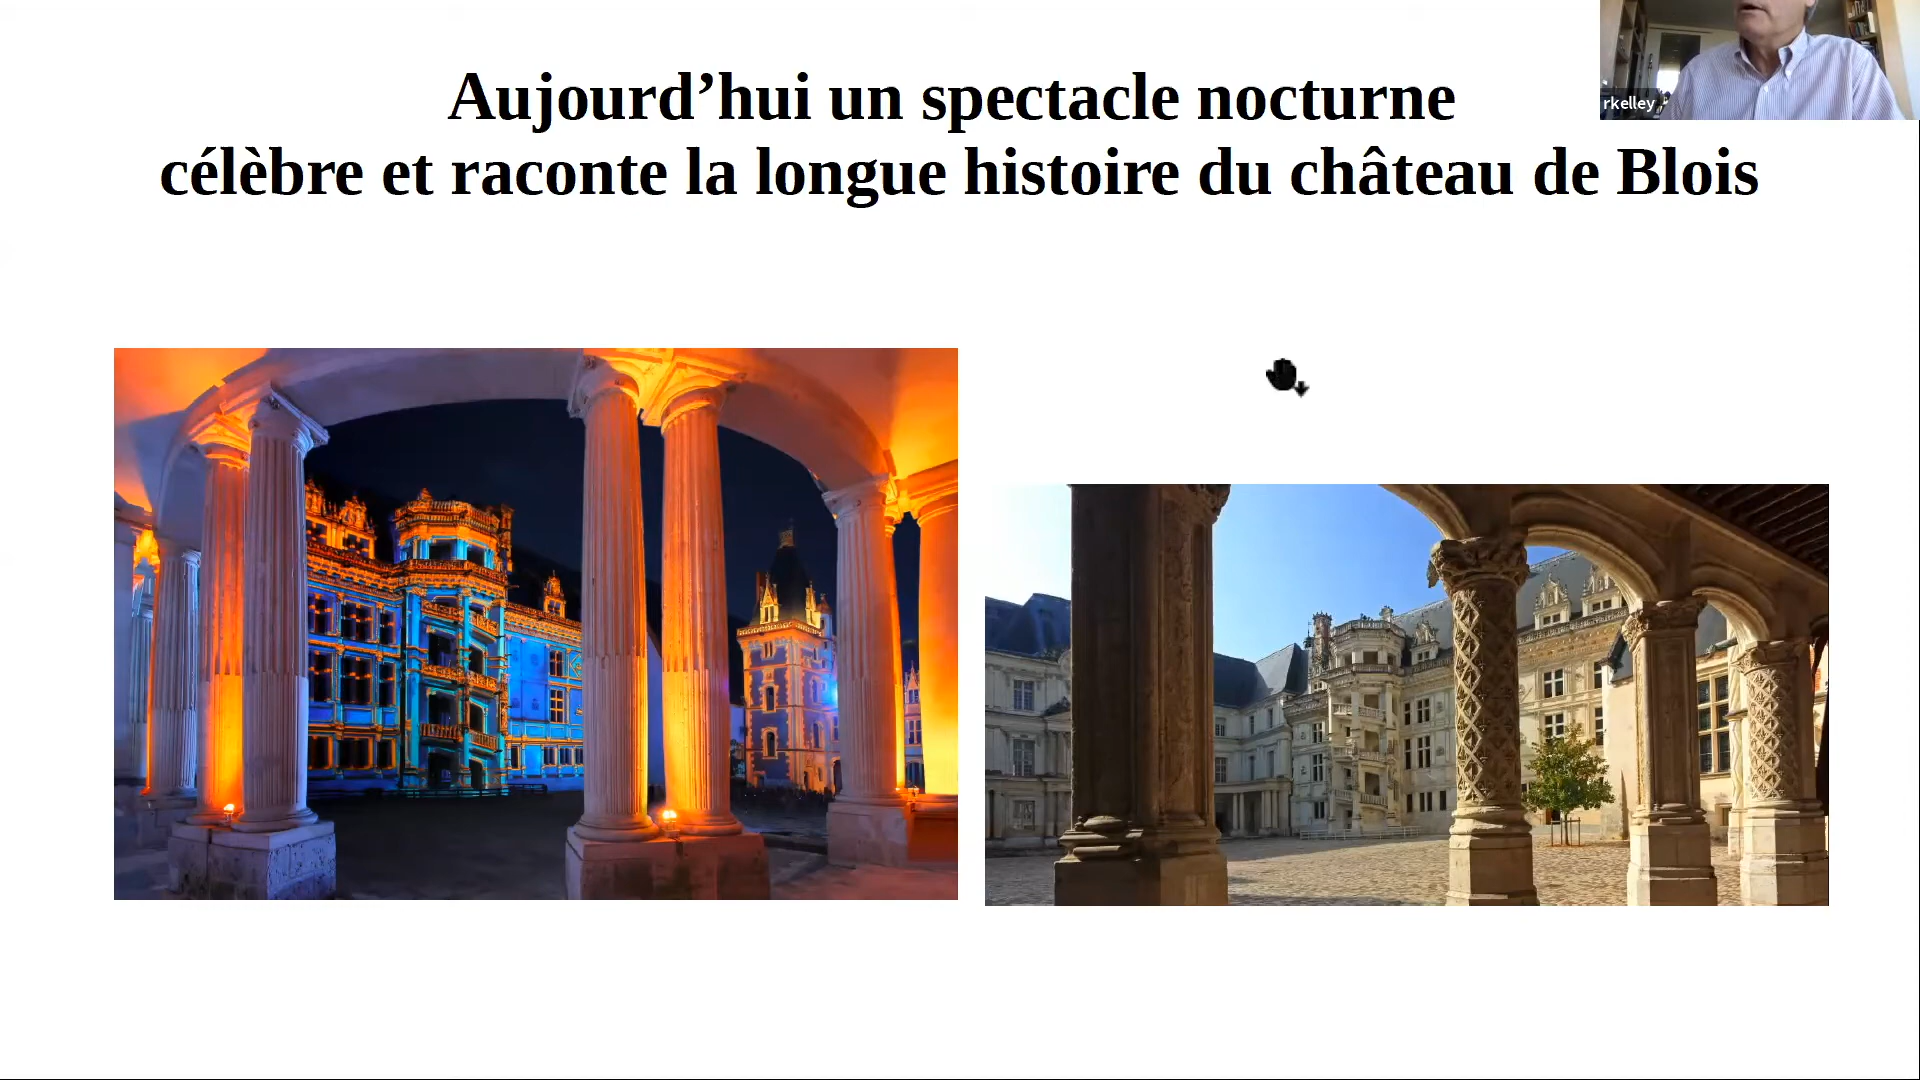 Aujourd’hui un spectacle nocturne
célèbre et raconte la longue histoire du château de Blois
rkelley